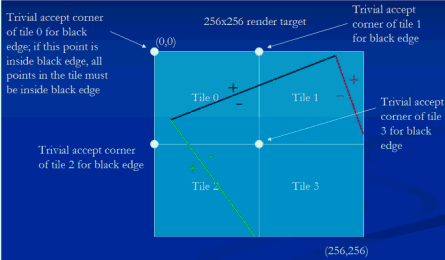 Trivial accept corner
of tile 0 for black
edge; if this point is
inside black edge, all
points in the tile must
be inside black edge
256x256 render target
(0,0)
Trivial accept
corner of tile 1
for black edge
Tile 0
+
-
Tile 1
+
-
Trivial accept
corner of tile
3 for black
edge
Trivial accept corner
of tile 2 for black edge
+
-
Tile 2
Tile 3
(256,256)